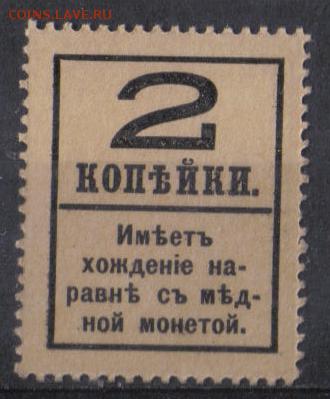 COINS.LAVE.RU
2
КОПѢЙКИ.
Имѣетъ
хожденіе на-
равнѣ съ мѣд-
ной монетой.